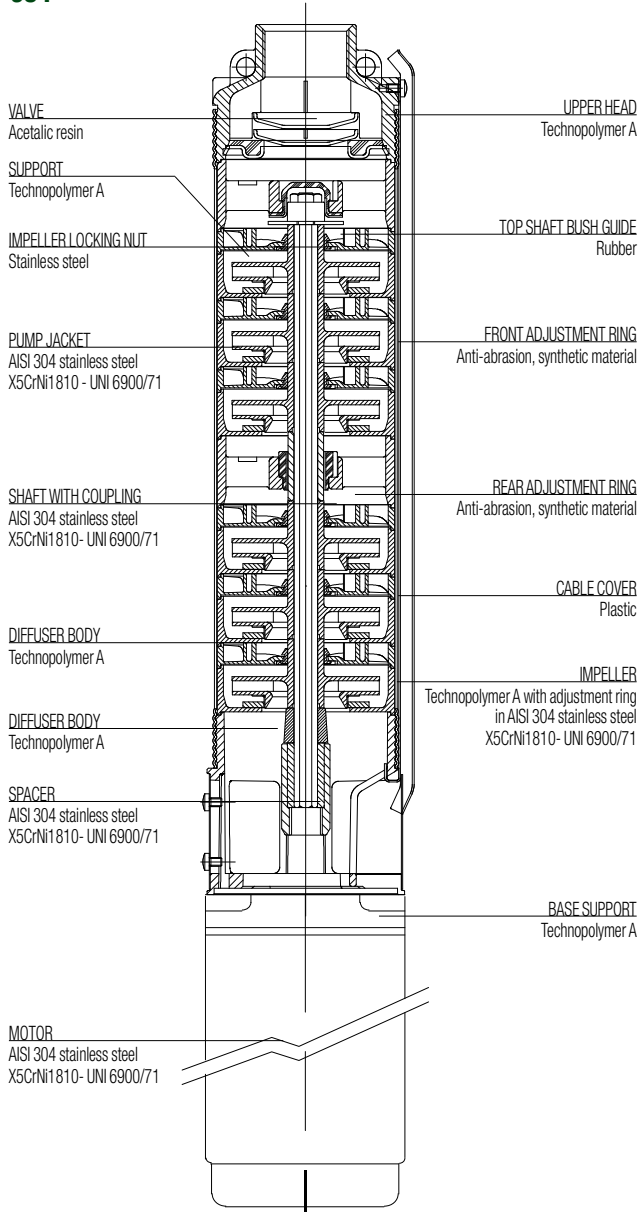 VALVE
Acetalic resin
SUPPORT
Technopolymer A
IMPELLER LOCKING NUT
Stainless steel
PUMP JACKET
AISI 304 stainless steel
X5CrNi1810 - UNI 6900/71
SHAFT WITH COUPLING
AISI 304 stainless steel
X5CrNi1810- UNI 6900/71
DIFFUSER BODY
Technopolymer A
DIFFUSER BODY
Technopolymer A
SPACER
AISI 304 stainless steel
X5CrNi1810- UNI 6900/71
MOTOR
AISI 304 stainless steel
X5CrNi1810- UNI 6900/71
UPPER HEAD
Technopolymer A
TOP SHAFT BUSH GUIDE
Rubber
FRONT ADJUSTMENT RING
Anti-abrasion, synthetic material
REAR ADJUSTMENT RING
Anti-abrasion, synthetic material
CABLE COVER
Plastic
IMPELLER
Technopolymer A with adjustment ring
in AISI 304 stainless steel
X5CrNi1810- UNI 6900/71
BASE SUPPORT
Technopolymer A